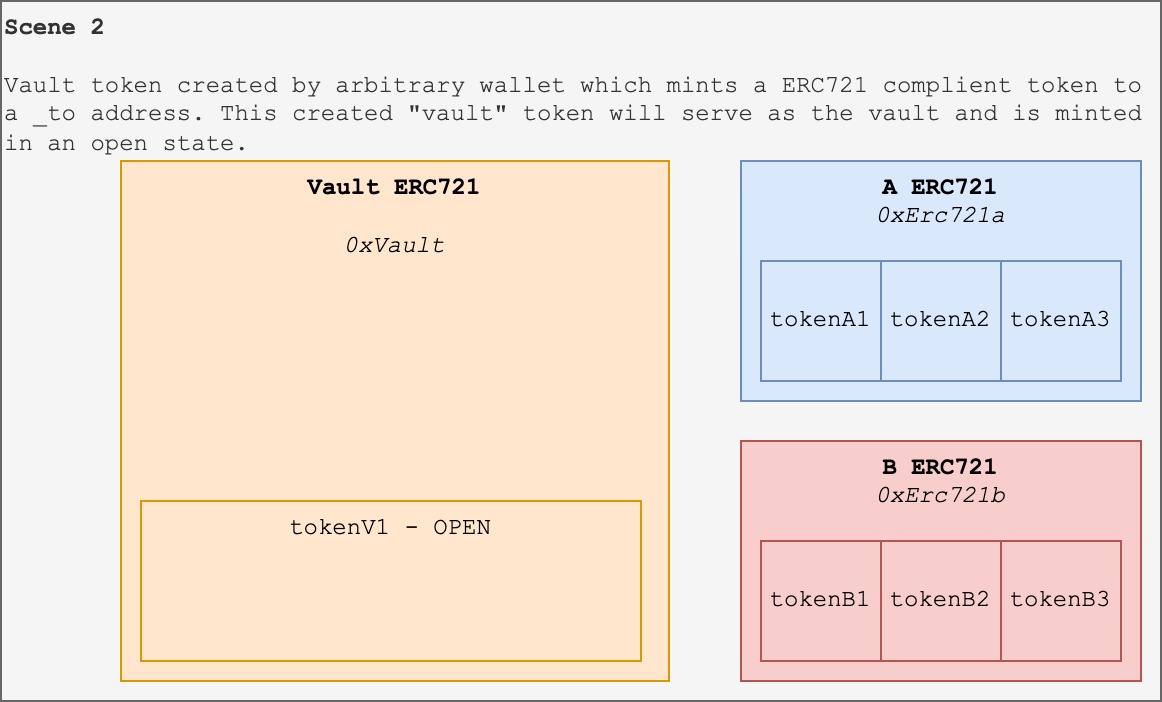 Scene 2
Vault token created by arbitrary wallet which mints a ERC721 complient token to
a _to address. This created "vault" token will serve as the vault and is minted
in an open state.
Vault ERC721
0xVault
tokenV1 - OPEN
A ERC721
0xErc721a
tokenA1 tokenA2 tokenA3
B ERC721
0xErc721b
tokenB1 tokenB2 tokenB3